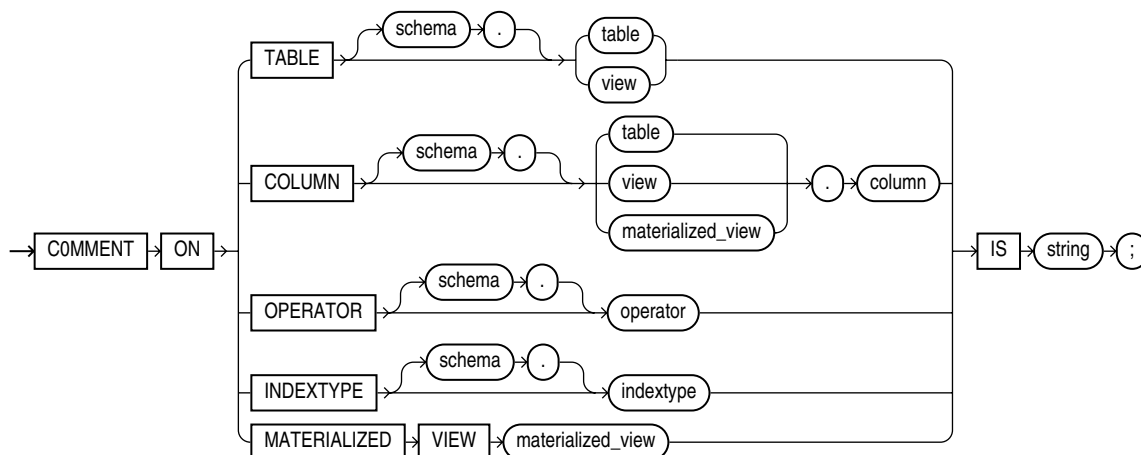 schema .
TABLE table
view
table
schema .
COLUMN view . column
materialized_view
C0MMENT ON IS string ;
schema .
OPERATOR operator
schema .
INDEXTYPE indextype
MATERIALIZED VIEW materialized_view